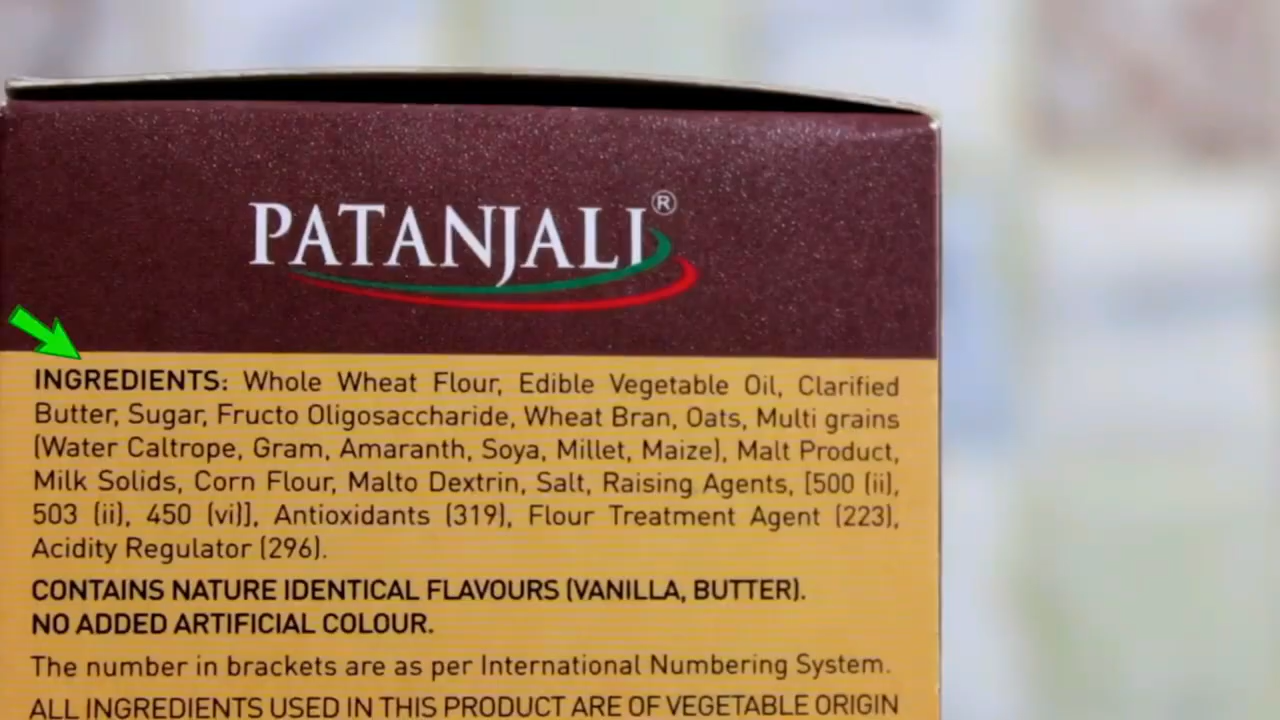 PATANJALI®
INGREDIENTS: Whole Wheat Flour, Edible Vegetable Oil, Clarified
Butter, Sugar, Fructo Oligosaccharide, Wheat Bran, Oats, Multi grains
(Water Caltrope, Gram, Amaranth, Soya, Millet, Maize), Malt Product,
Milk Solids, Corn Flour, Malto Dextrin, Salt, Raising Agents, [500 (ii),
503 (ii), 450 (vi)], Antioxidants (319), Flour Treatment Agent (223),
Acidity Regulator (296).
CONTAINS NATURE IDENTICAL FLAVOURS (VANILLA, BUTTER).
NO ADDED ARTIFICIAL COLOUR.
The number in brackets are as per International Numbering System.
ALL INGREDIENTS USED IN THIS PRODUCT ARE OF VEGETABLE ORIGIN